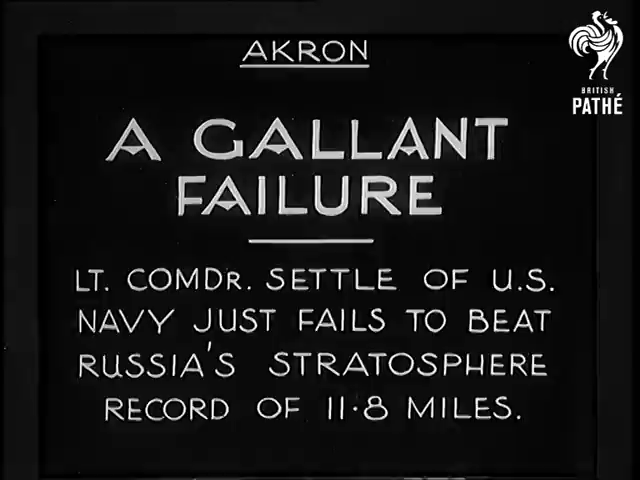 AKRON
BRITISH
PATHÉ
A GALLANT
FAILURE
LT. COMDR. SETTLE OF U.S.
NAVY JUST FAILS TO BEAT
RUSSIA'S STRATOSPHERE
RECORD OF 11·8 MILES.